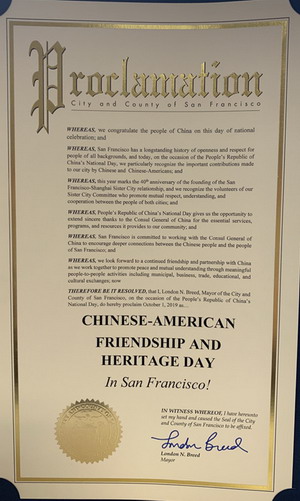 Proclamation
City and County of San Francisco
WHEREAS, we congratulate the people of China on this day of national
celebration; and
WHEREAS, San Francisco has a longstanding history of openness and respect for
people of all backgrounds, and today, on the occasion of the People's Republic of
China's National Day, we particularly recognize the important contributions made
to our city by Chinese and Chinese-Americans; and
WHEREAS, this year marks the 40th anniversary of the founding of the San
Francisco-Shanghai Sister City relationship, and we recognize the volunteers of our
Sister City Committee who promote mutual respect, understanding, and
cooperation between the people of both cities; and
WHEREAS, People's Republic of China's National Day gives us the opportunity to
extend sincere thanks to the Consul General of China for the essential services,
programs, and resources it provides to our community; and
WHEREAS, San Francisco is committed to working with the Consul General of
China to encourage deeper connections between the Chinese people and the people
of San Francisco; and
WHEREAS, we look forward to a continued friendship and partnership with China
as we work together to promote peace and mutual understanding through meaningful
people-to-people activities including municipal, business, trade, educational, and
cultural exchanges; now
THEREFORE BE IT RESOLVED, that I, London N. Breed, Mayor of the City and
County of San Francisco, on the occasion of the People's Republic of China's
National Day, do hereby proclaim October 1, 2019 as,
CHINESE-AMERICAN
FRIENDSHIP AND
HERITAGE DAY
In San Francisco!
IN WITNESS WHEREOF, I have hereunto
set my hand and caused the Seal of the City
and County of San Francisco to be affixed.
London Breed
London N. Breed
Mayor